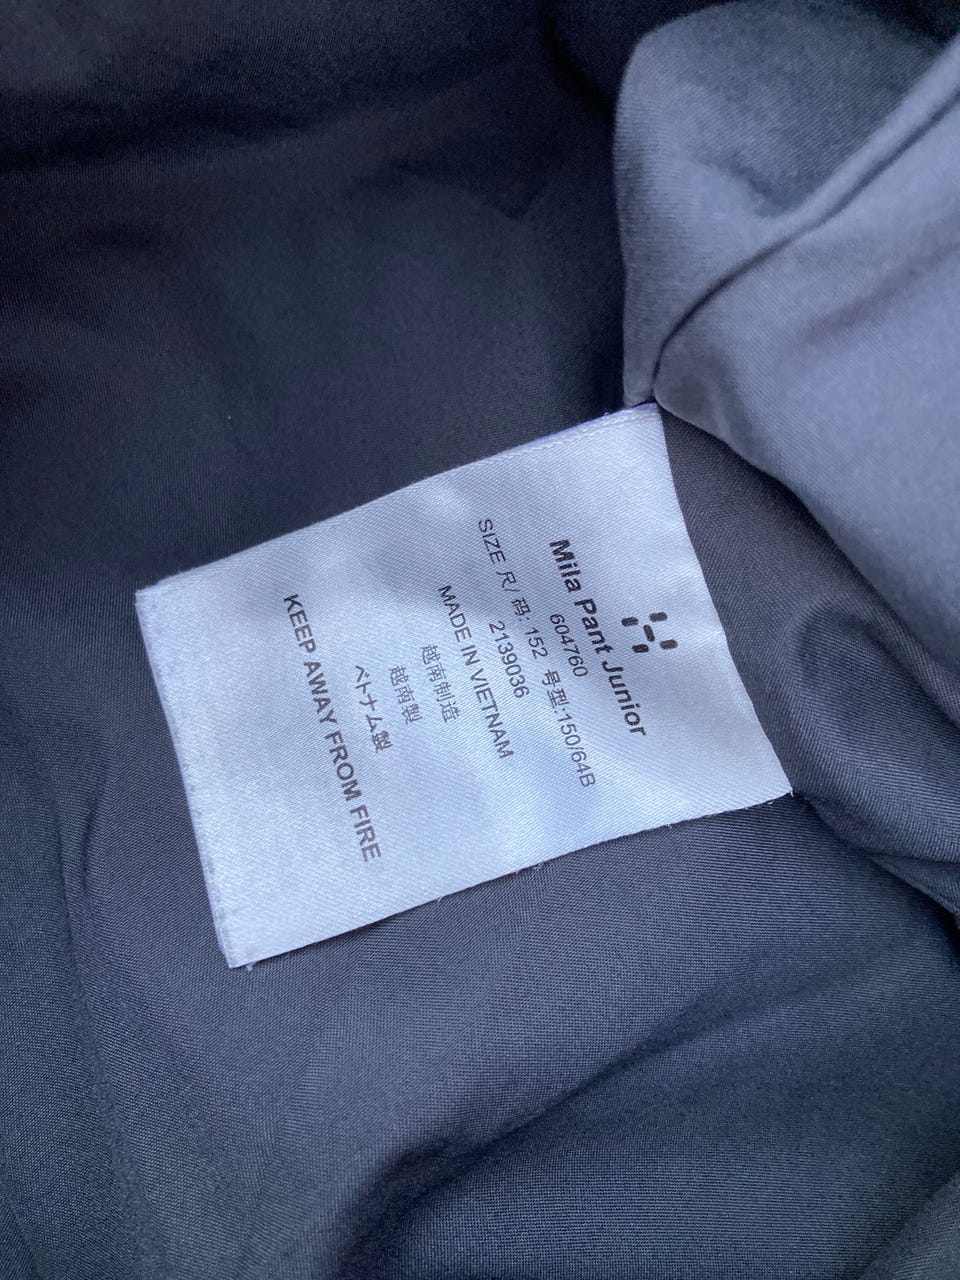 Mila Pant Junior
604760
SIZE 尺/码: 152 号型:150/64B
2139036
MADE IN VIETNAM
越南制造
越南製
ベトナム製
KEEP AWAY FROM FIRE